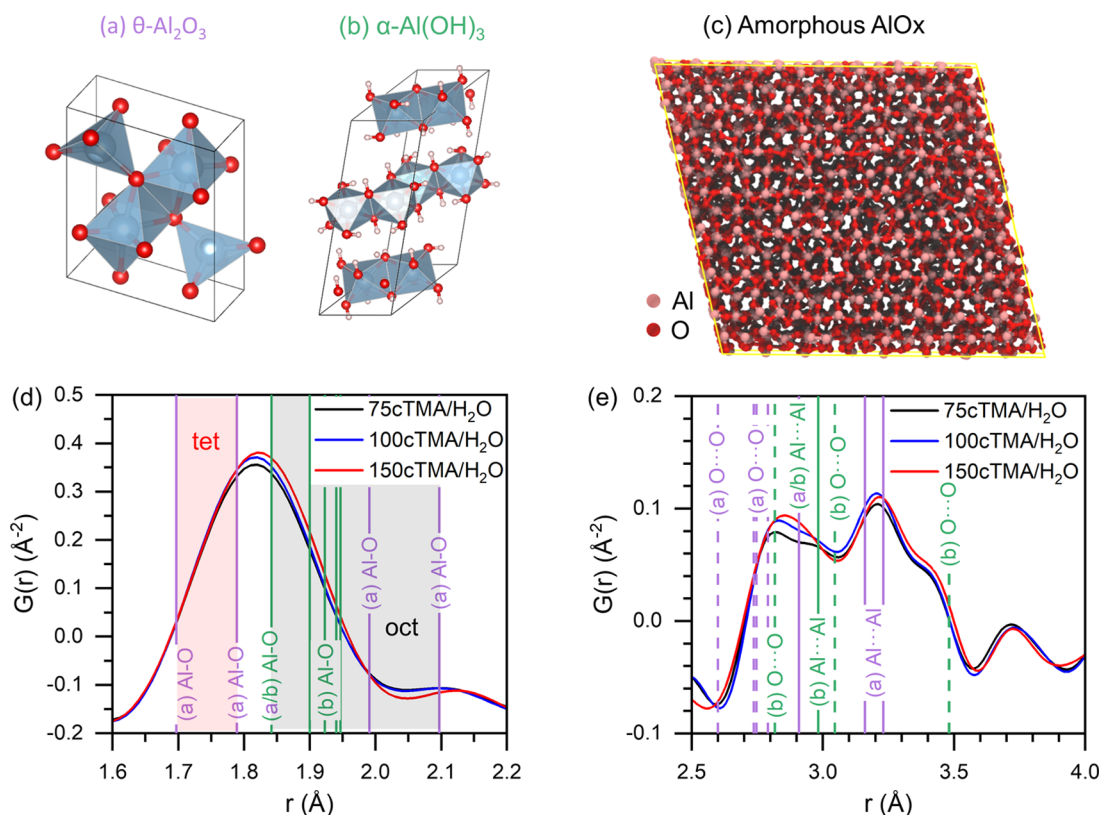 (a) θ-Al₂O₃
(b) α-Al(OH)₃
(c) Amorphous AlOx
Al
O
(d)
0.5
0.4
0.3
0.2
0.1
0.0
-0.1
-0.2
G(r) (Å⁻²)
1.6
1.7
1.8
1.9
2.0
2.1
2.2
r (Å)
75cTMA/H₂O
100cTMA/H₂O
150cTMA/H₂O
tet
oct
(a) Al-O
(a) Al-O
(a/b) Al-O
(b) Al-O
(a) Al-O
(a) Al-O
(e)
0.2
0.1
0.0
-0.1
G(r) (Å⁻²)
2.5
3.0
3.5
4.0
r (Å)
75cTMA/H₂O
100cTMA/H₂O
150cTMA/H₂O
(a) O···O
(a) O···O
(b) O···O
(a/b) Al···Al
(b) Al···Al
(b) O···O
(a) Al···Al
(b) O···O